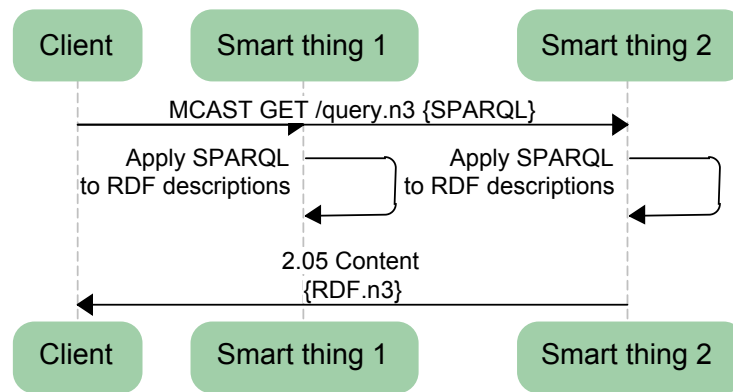 Client Smart thing 1 Smart thing 2
MCAST GET /query.n3 {SPARQL}
Apply SPARQL
to RDF descriptions
Apply SPARQL
to RDF descriptions
2.05 Content
{RDF.n3}
Client Smart thing 1 Smart thing 2